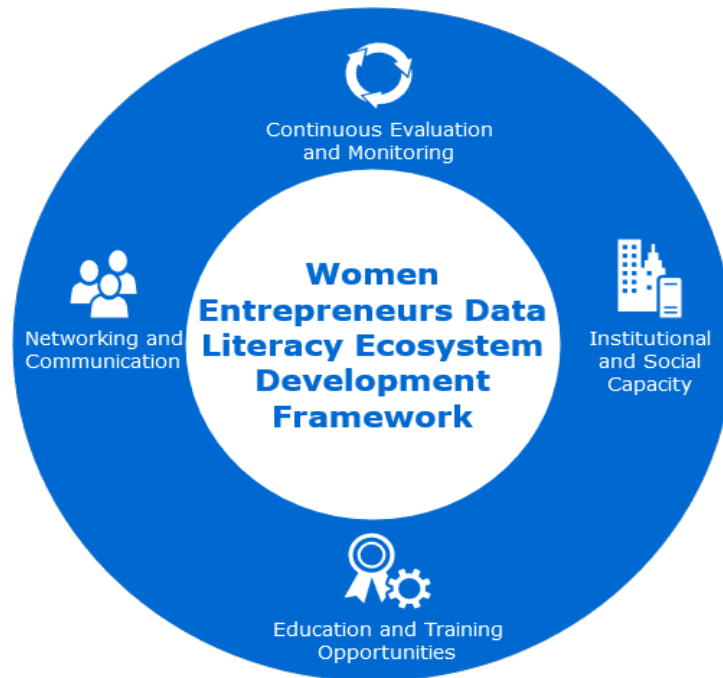 Continuous Evaluation
and Monitoring
Women
Entrepreneurs Data
Literacy Ecosystem
Development
Framework
Networking and
Communication
Institutional
and Social
Capacity
Education and Training
Opportunities